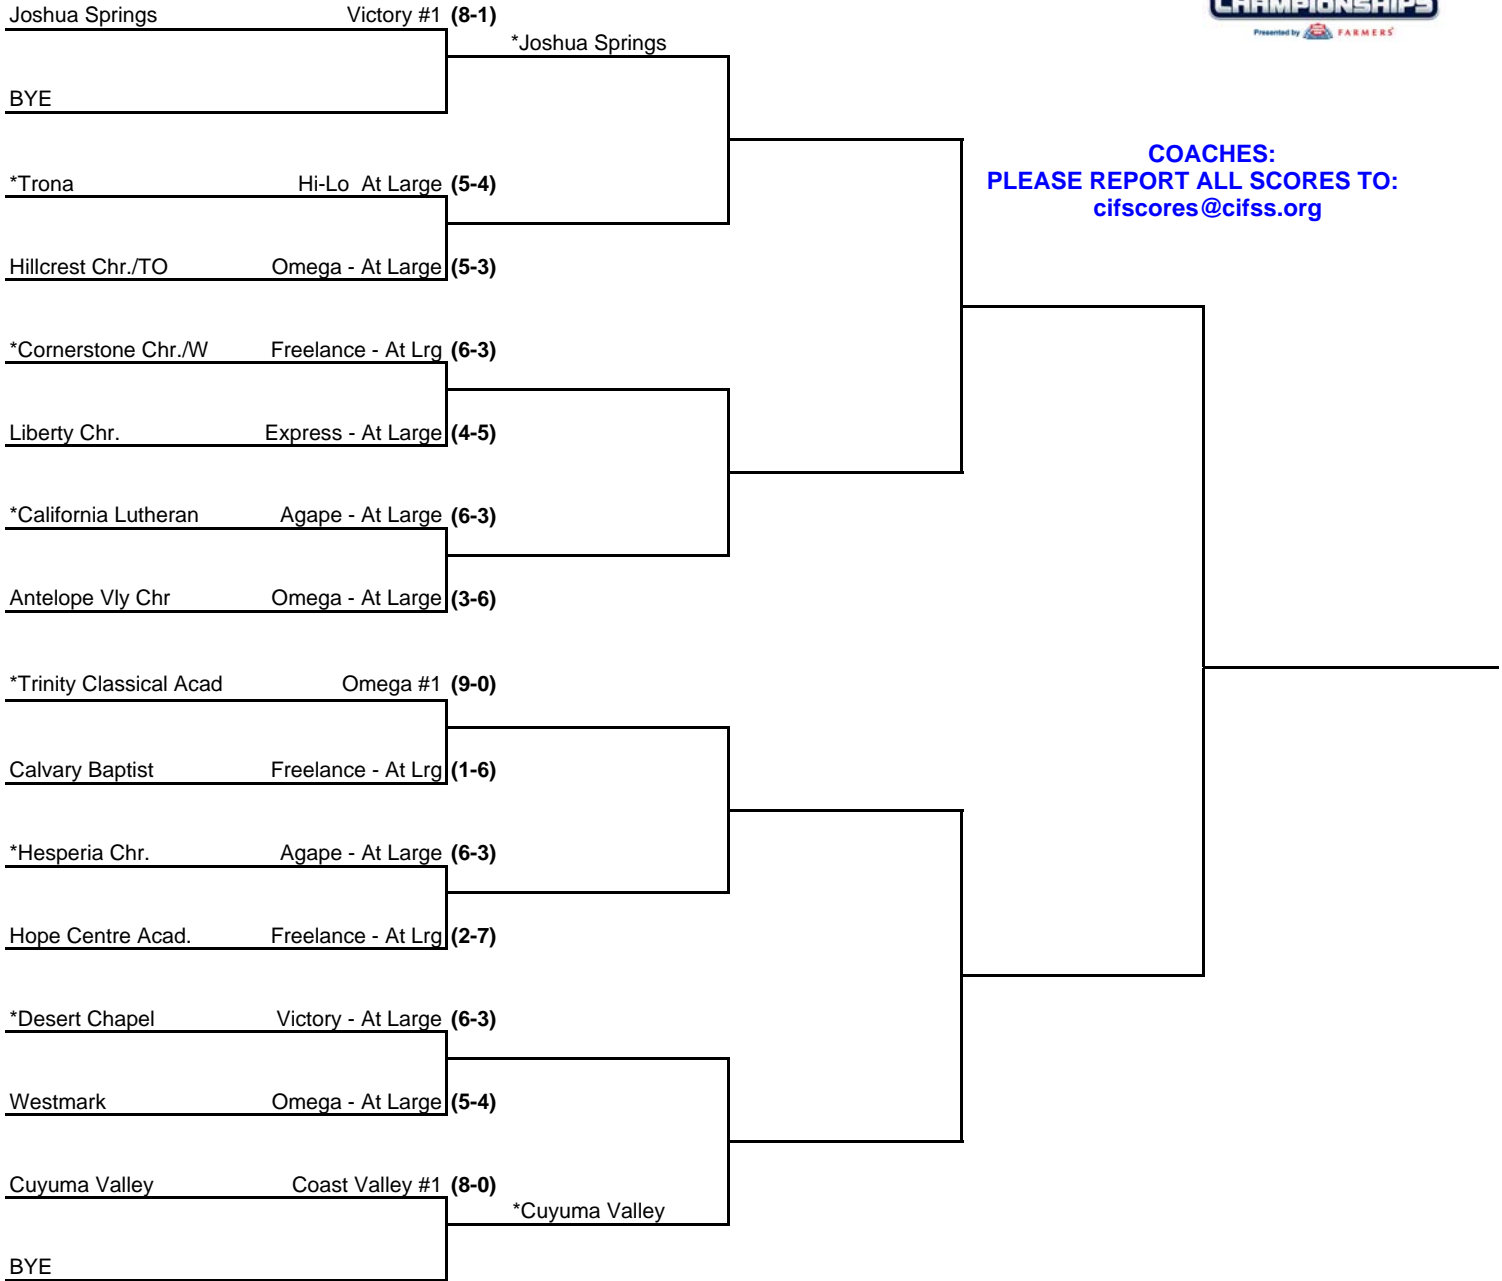 CHAMPIONSHIPS
Presented by FARMERS
Joshua Springs Victory #1 (8-1)
*Joshua Springs
BYE
COACHES:
PLEASE REPORT ALL SCORES TO:
cifscores@cifss.org
*Trona Hi-Lo At Large (5-4)
Hillcrest Chr./TO Omega - At Large (5-3)
*Cornerstone Chr./W Freelance - At Lrg (6-3)
Liberty Chr. Express - At Large (4-5)
*California Lutheran Agape - At Large (6-3)
Antelope Vly Chr Omega - At Large (3-6)
*Trinity Classical Acad Omega #1 (9-0)
Calvary Baptist Freelance - At Lrg (1-6)
*Hesperia Chr. Agape - At Large (6-3)
Hope Centre Acad. Freelance - At Lrg (2-7)
*Desert Chapel Victory - At Large (6-3)
Westmark Omega - At Large (5-4)
Cuyuma Valley Coast Valley #1 (8-0)
*Cuyuma Valley
BYE